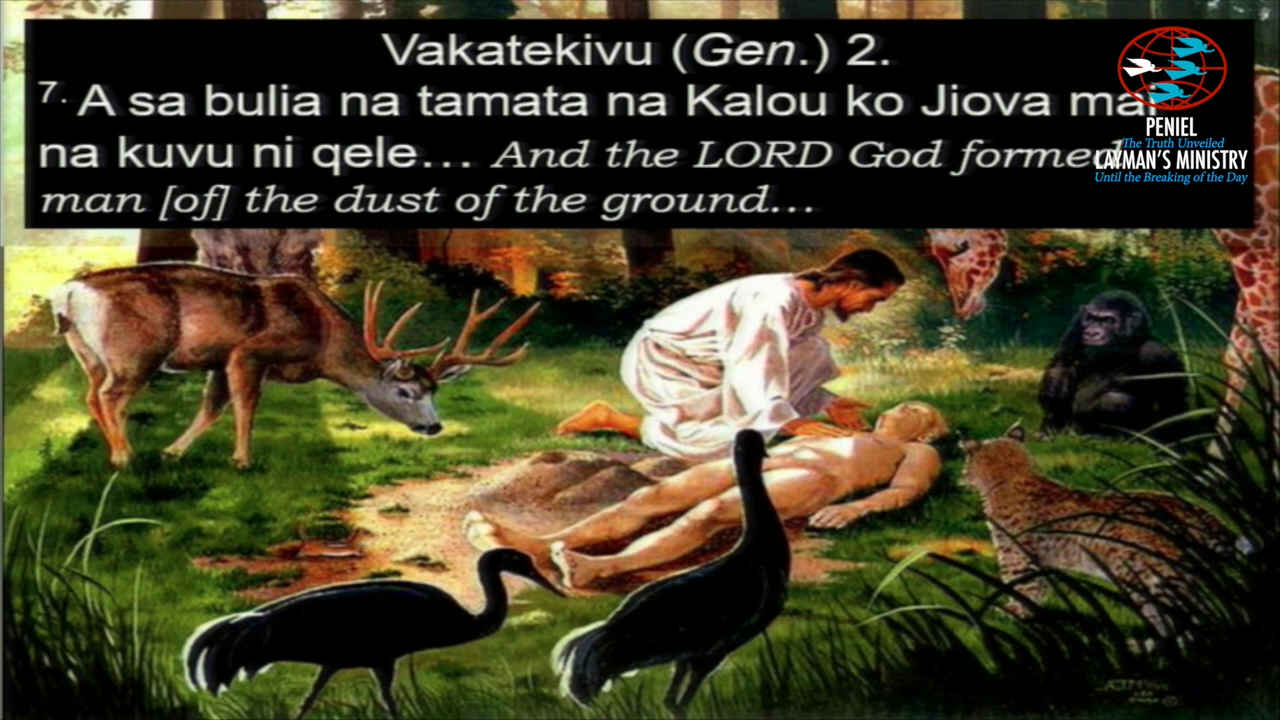 Vakatekivu (Gen.) 2.
7. A sa bulia na tamata na Kalou ko Jiova mai
na kuvu ni qele... And the LORD God formed
man [of] the dust of the ground...
PENIEL
The Truth Unveiled
LAYMAN'S MINISTRY
Until the Breaking of the Day